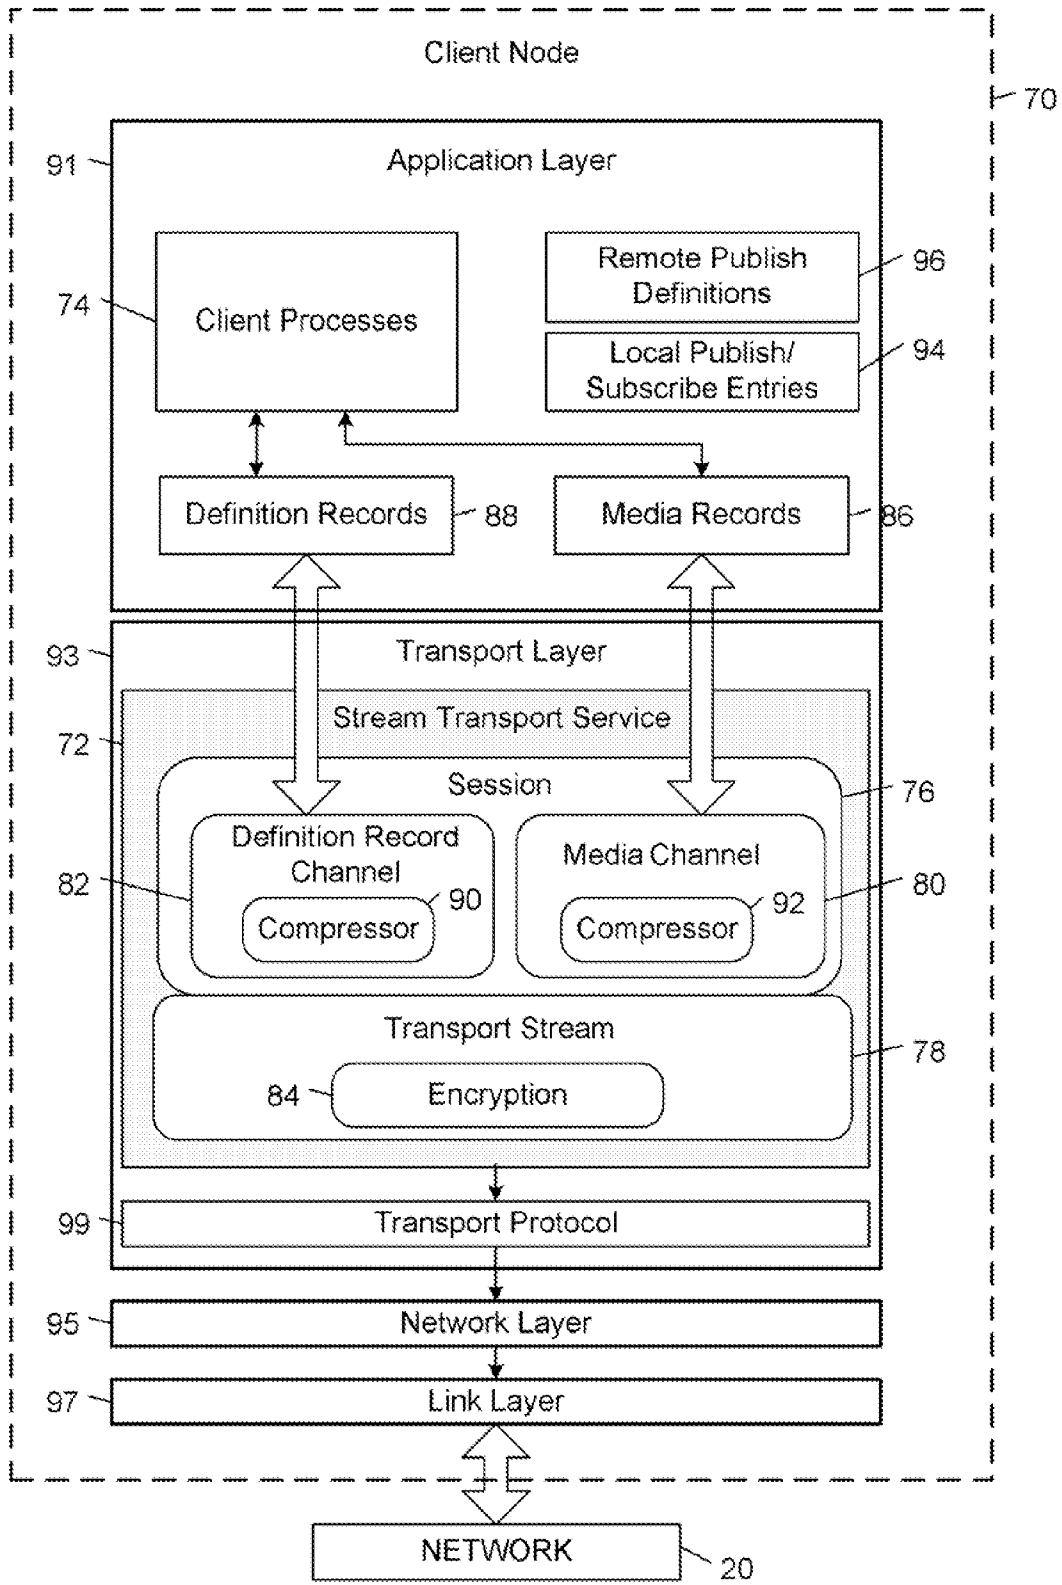 Client Node
70
91
Application Layer
74
Client Processes
Remote Publish
Definitions
96
Local Publish/
Subscribe Entries
94
Definition Records
88
Media Records
86
93
Transport Layer
72
Stream Transport Service
Session
76
82
Definition Record
Channel
90
Compressor
Media Channel
92
Compressor
80
Transport Stream
78
84
Encryption
99
Transport Protocol
95
Network Layer
97
Link Layer
NETWORK
20